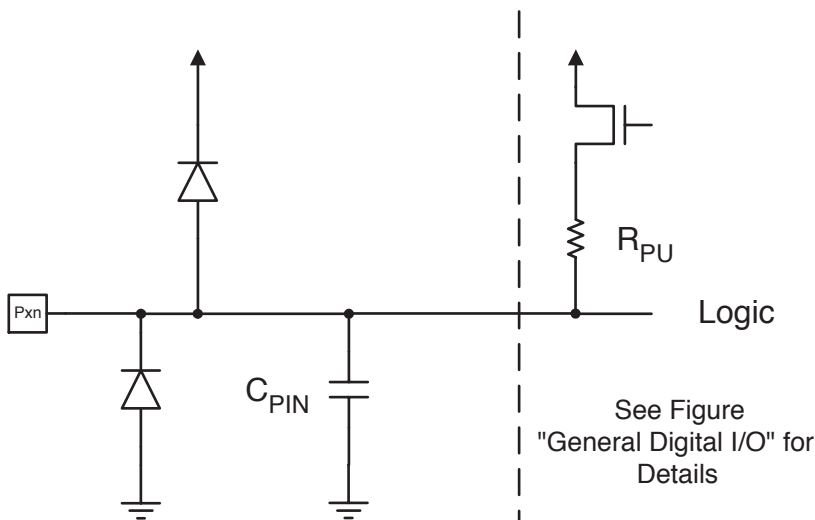 R_PU
Pxn
Logic
C_PIN
See Figure
"General Digital I/O" for
Details